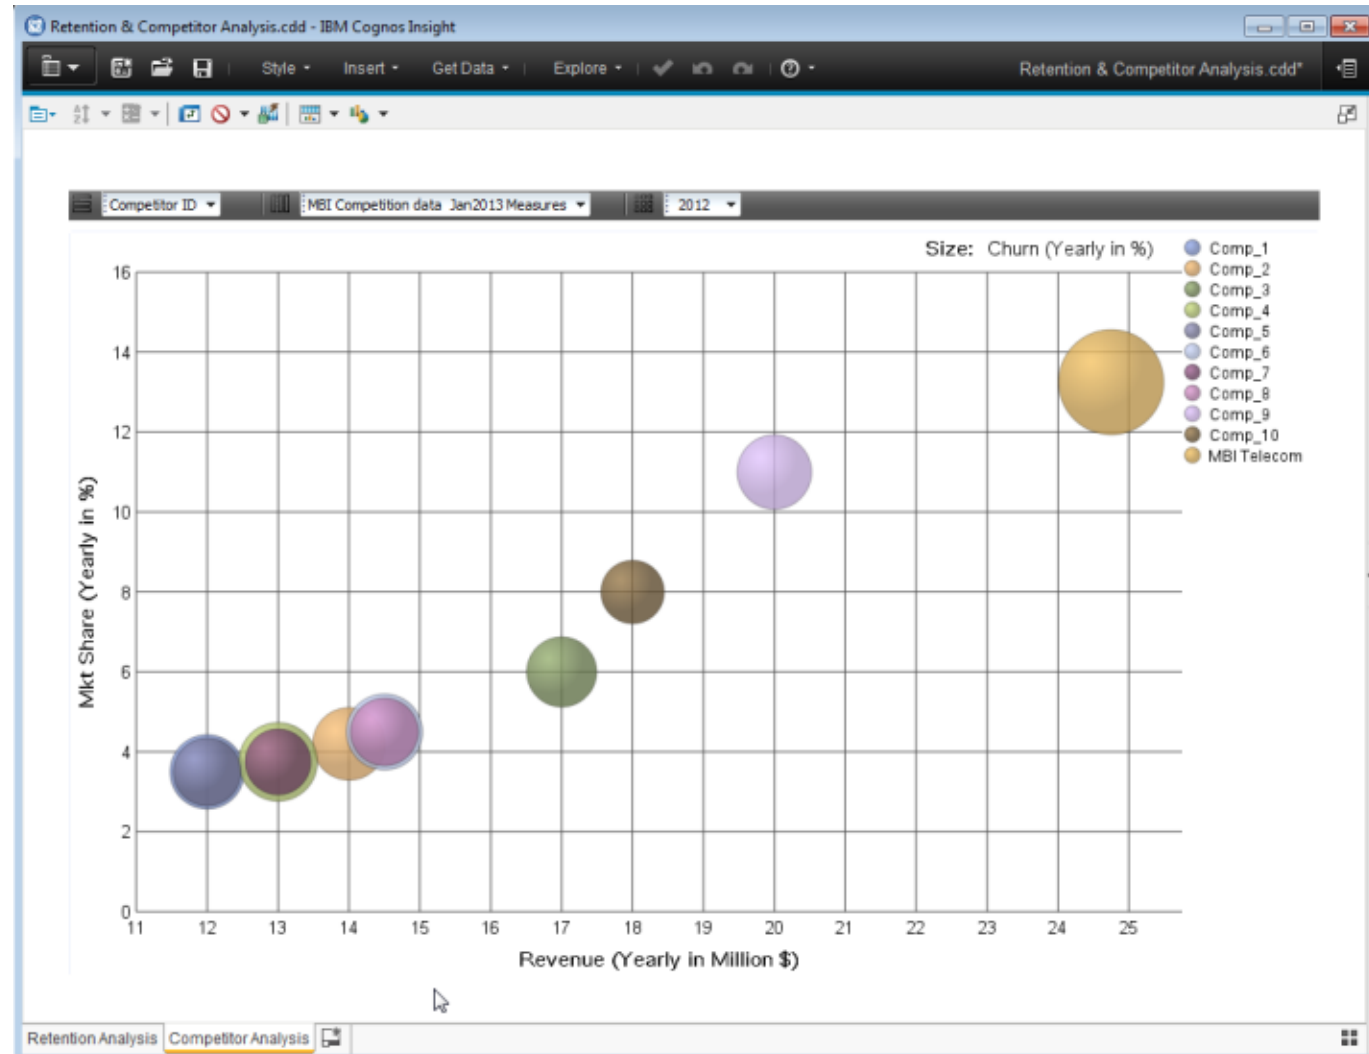 Retention & Competitor Analysis.cdd - IBM Cognos Insight
Style Insert Get Data Explore Retention & Competitor Analysis.cdd*
Competitor ID MBI Competition data Jan2013 Measures 2012
Size: Churn (Yearly in %)
Comp_1
Comp_2
Comp_3
Comp_4
Comp_5
Comp_6
Comp_7
Comp_8
Comp_9
Comp_10
MBI Telecom
Mkt Share (Yearly in %)
16
14
12
10
8
6
4
2
0
11 12 13 14 15 16 17 18 19 20 21 22 23 24 25
Revenue (Yearly in Million $)
Retention Analysis Competitor Analysis